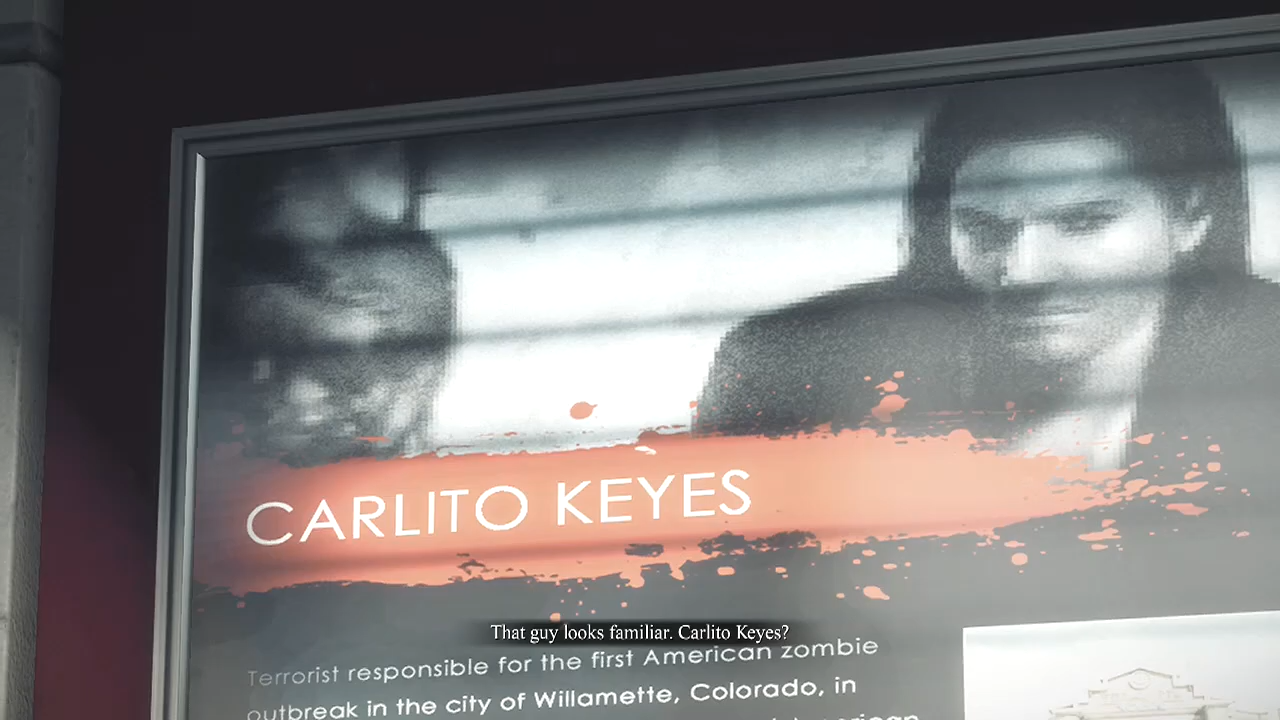 CARLITO KEYES
That guy looks familiar. Carlito Keyes?
Terrorist responsible for the first American zombie
outbreak in the city of Willamette, Colorado, in